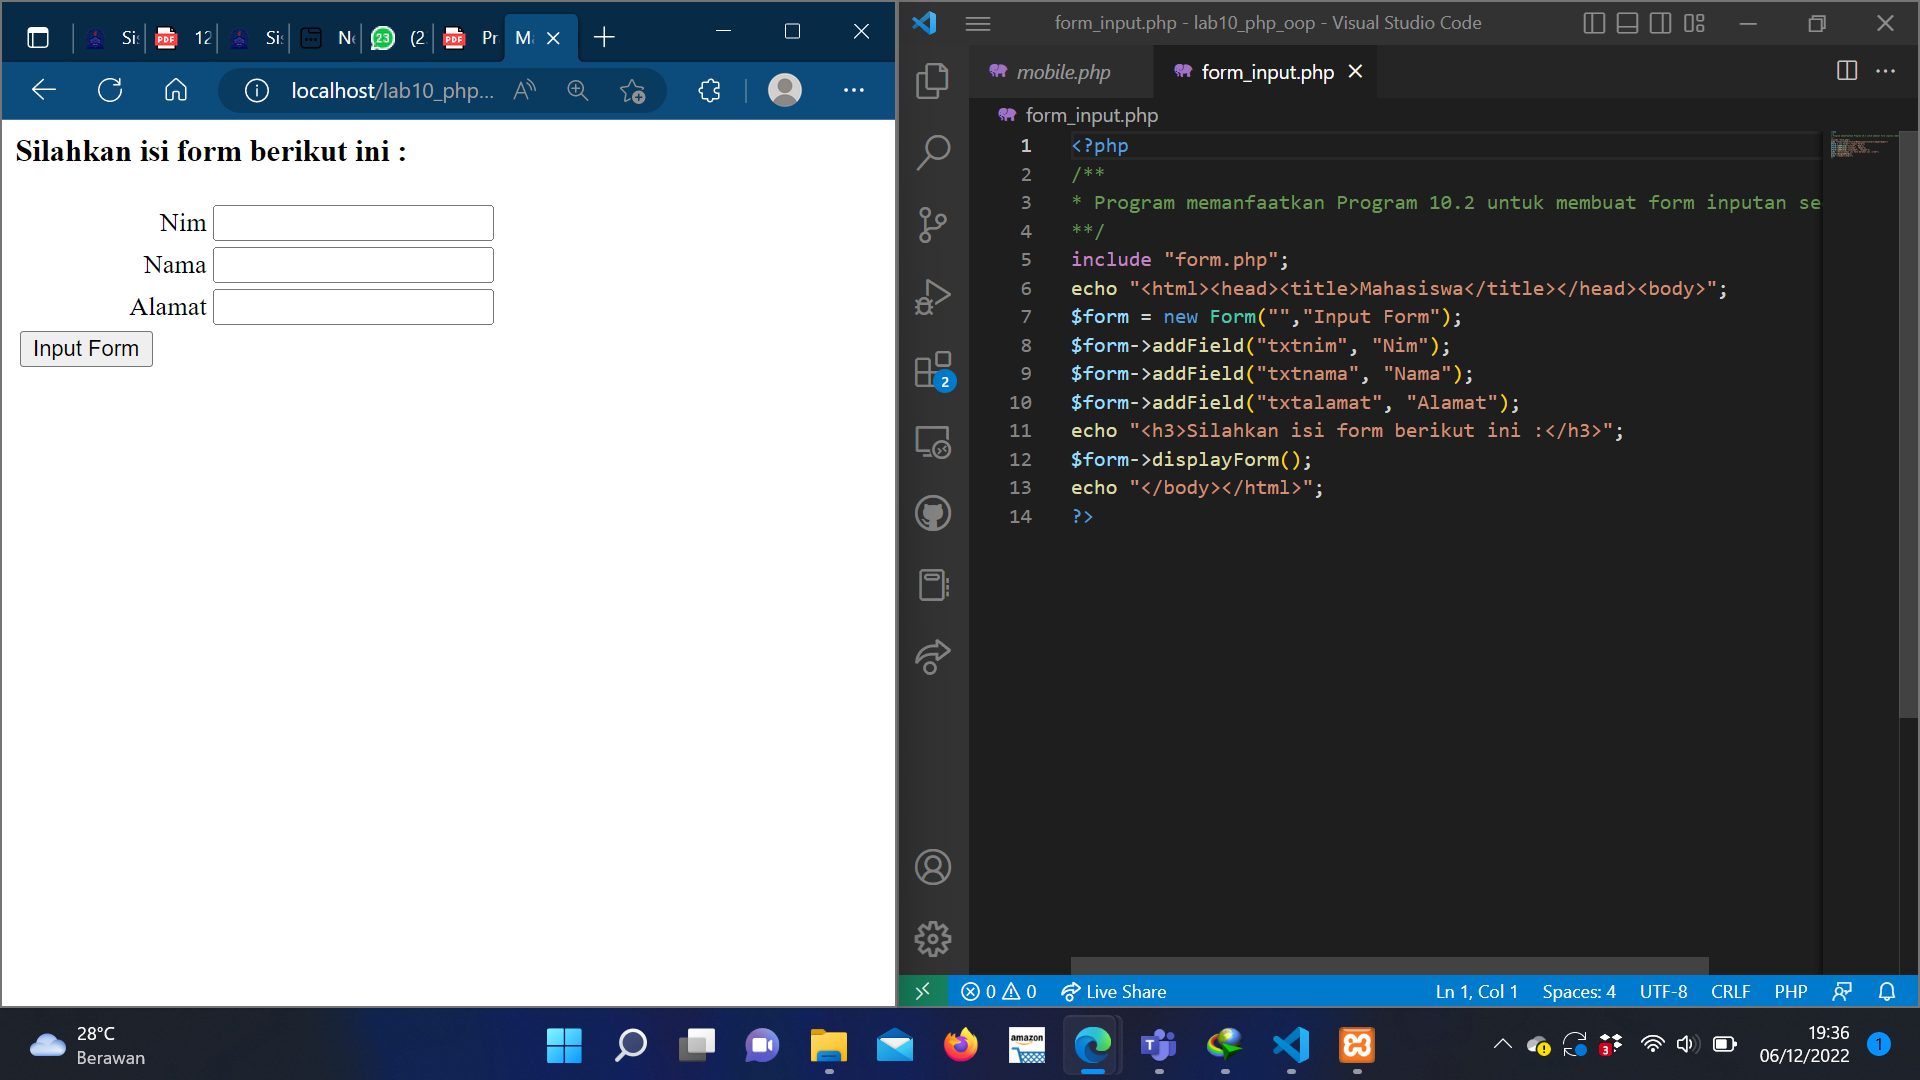 Si
12
Si
Ne
23
(2
Pr
M
localhost/lab10_php...
Silahkan isi form berikut ini :
Nim
Nama
Alamat
Input Form
form_input.php - lab10_php_oop - Visual Studio Code
mobile.php
form_input.php
form_input.php
1 <?php
2 /**
3 * Program memanfaatkan Program 10.2 untuk membuat form inputan se
4 **/
5 include "form.php";
6 echo "<html><head><title>Mahasiswa</title></head><body>";
7 $form = new Form("","Input Form");
8 $form->addField("txtnim", "Nim");
9 $form->addField("txtnama", "Nama");
10 $form->addField("txtalamat", "Alamat");
11 echo "<h3>Silahkan isi form berikut ini :</h3>";
12 $form->displayForm();
13 echo "</body></html>";
14 ?>
2
0 0 Live Share
Ln 1, Col 1 Spaces: 4 UTF-8 CRLF PHP
28°C
Berawan
amazon
3
19:36
06/12/2022
1